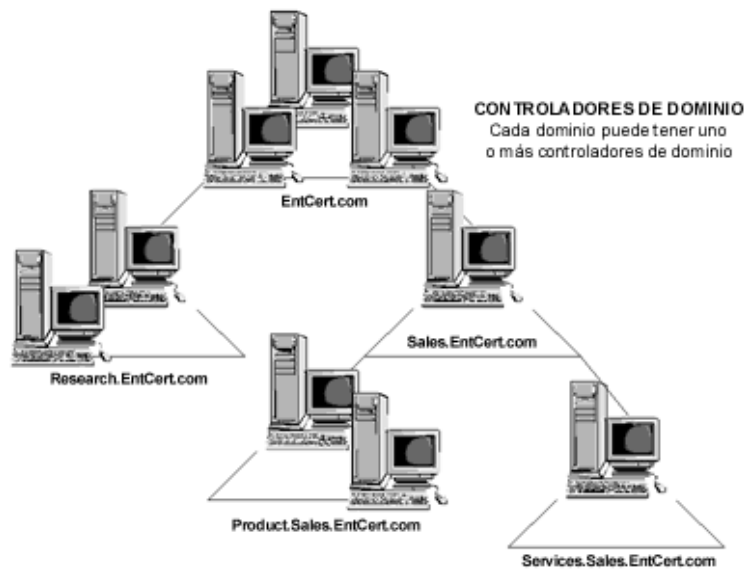 CONTROLADORES DE DOMINIO
Cada dominio puede tener uno
o más controladores de dominio
EntCert.com
Sales.EntCert.com
Research.EntCert.com
Product.Sales.EntCert.com
Services.Sales.EntCert.com